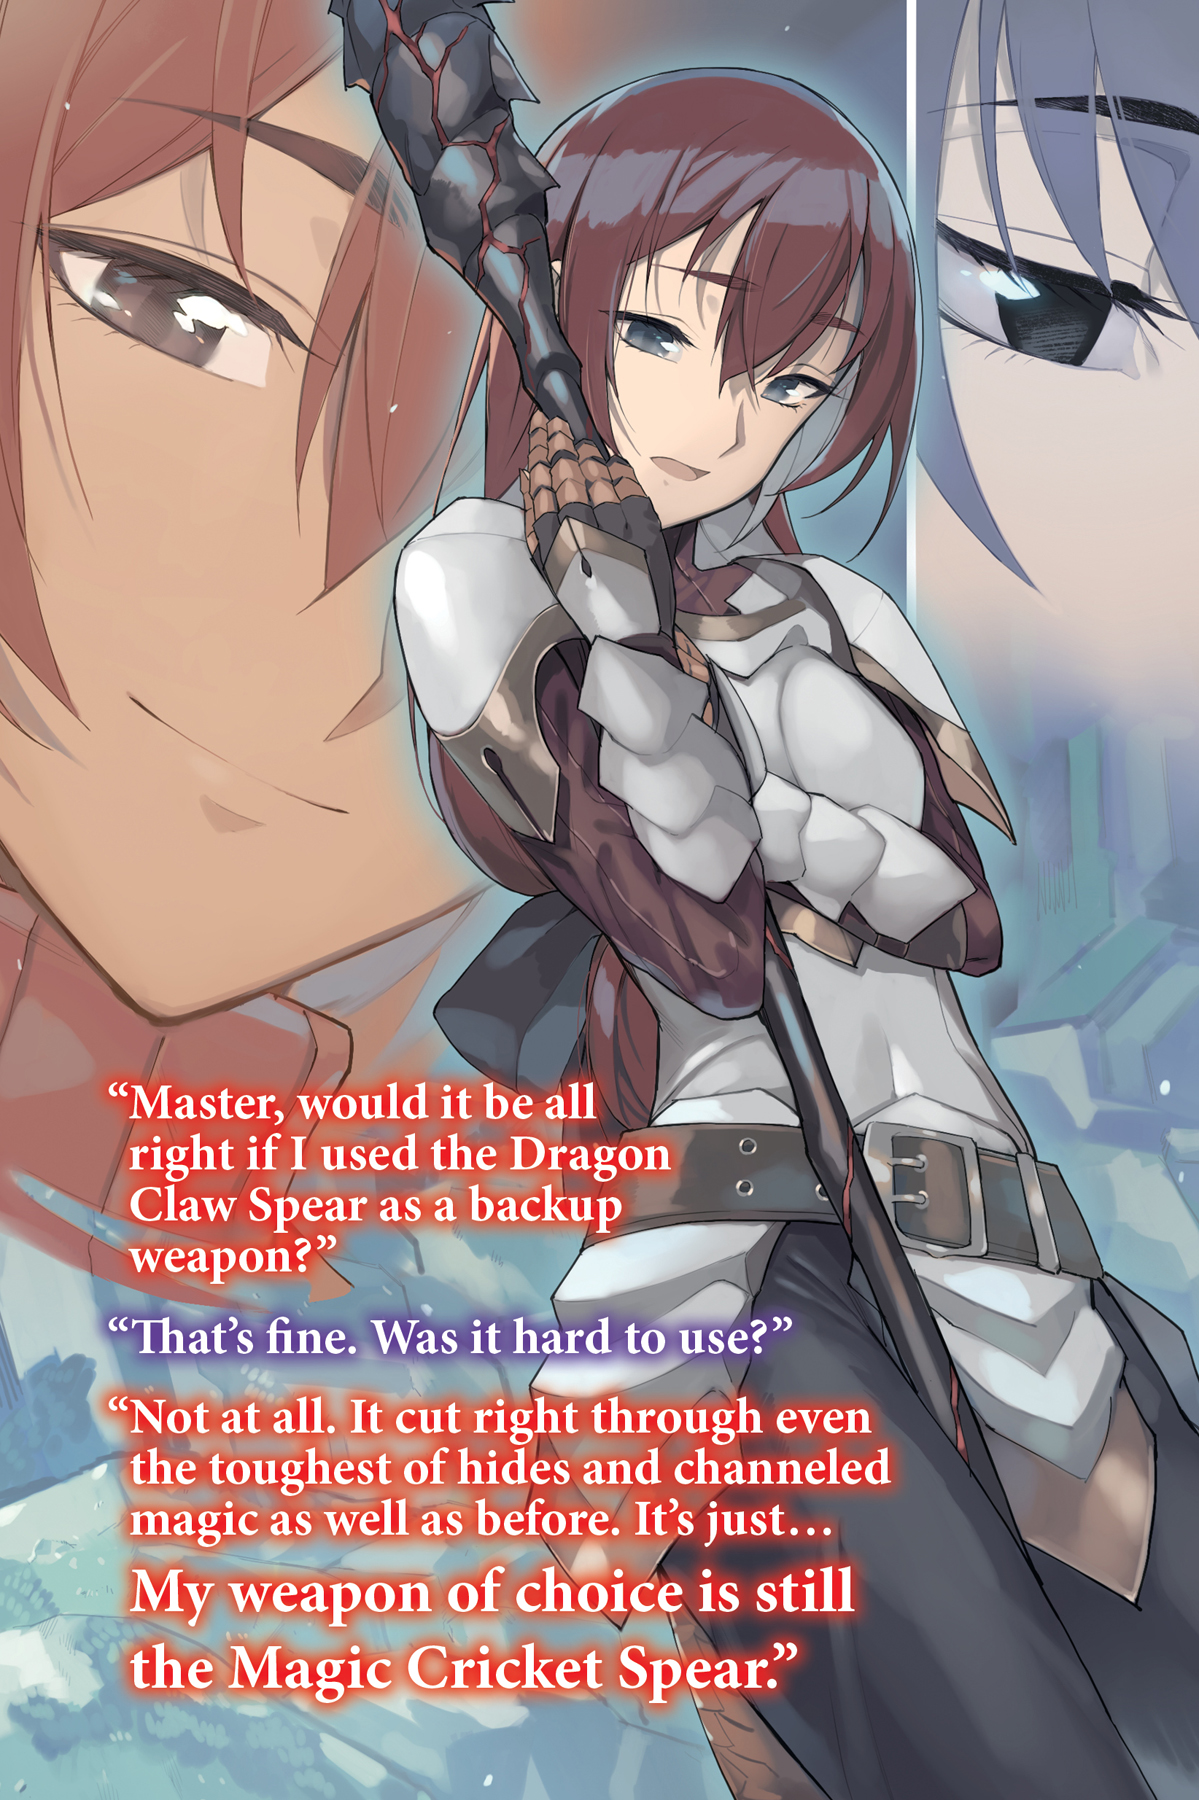 “Master, would it be all
right if I used the Dragon
Claw Spear as a backup
weapon?”
“That’s fine. Was it hard to use?”
“Not at all. It cut right through even
the toughest of hides and channeled
magic as well as before. It’s just…
My weapon of choice is still
the Magic Cricket Spear.”